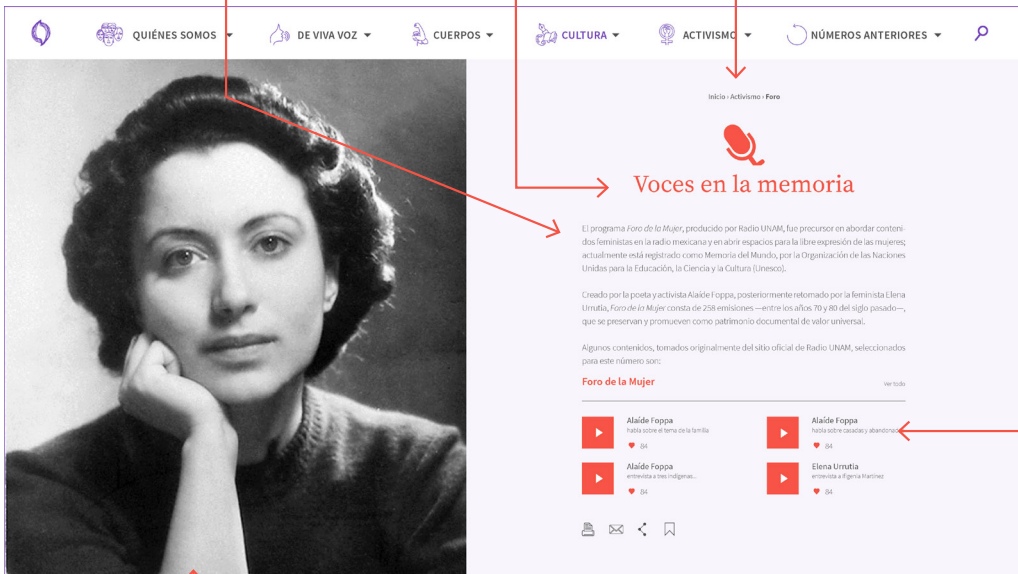 QUIÉNES SOMOS
DE VIVA VOZ
CUERPOS
CULTURA
ACTIVISMO
NÚMEROS ANTERIORES
Inicio › Activismo › Foro
Voces en la memoria
El programa Foro de la Mujer, producido por Radio UNAM, fue precursor en abordar conteni-
dos feministas en la radio mexicana y en abrir espacios para la libre expresión de las mujeres;
actualmente está registrado como Memoria del Mundo, por la Organización de las Naciones
Unidas para la Educación, la Ciencia y la Cultura (Unesco).
Creado por la poeta y activista Alaíde Foppa, posteriormente retomado por la feminista Elena
Urrutia, Foro de la Mujer consta de 258 emisiones —entre los años 70 y 80 del siglo pasado—,
que se preservan y promueven como patrimonio documental de valor universal.
Algunos contenidos, tomados originalmente del sitio oficial de Radio UNAM, seleccionados
para este número son:
Foro de la Mujer
Ver todo
Alaíde Foppa
habla sobre el tema de la familia
84
Alaíde Foppa
habla sobre casadas y abandonadas
84
Alaíde Foppa
entrevista a tres indígenas...
84
Elena Urrutia
entrevista a Ifigenia Martínez
84